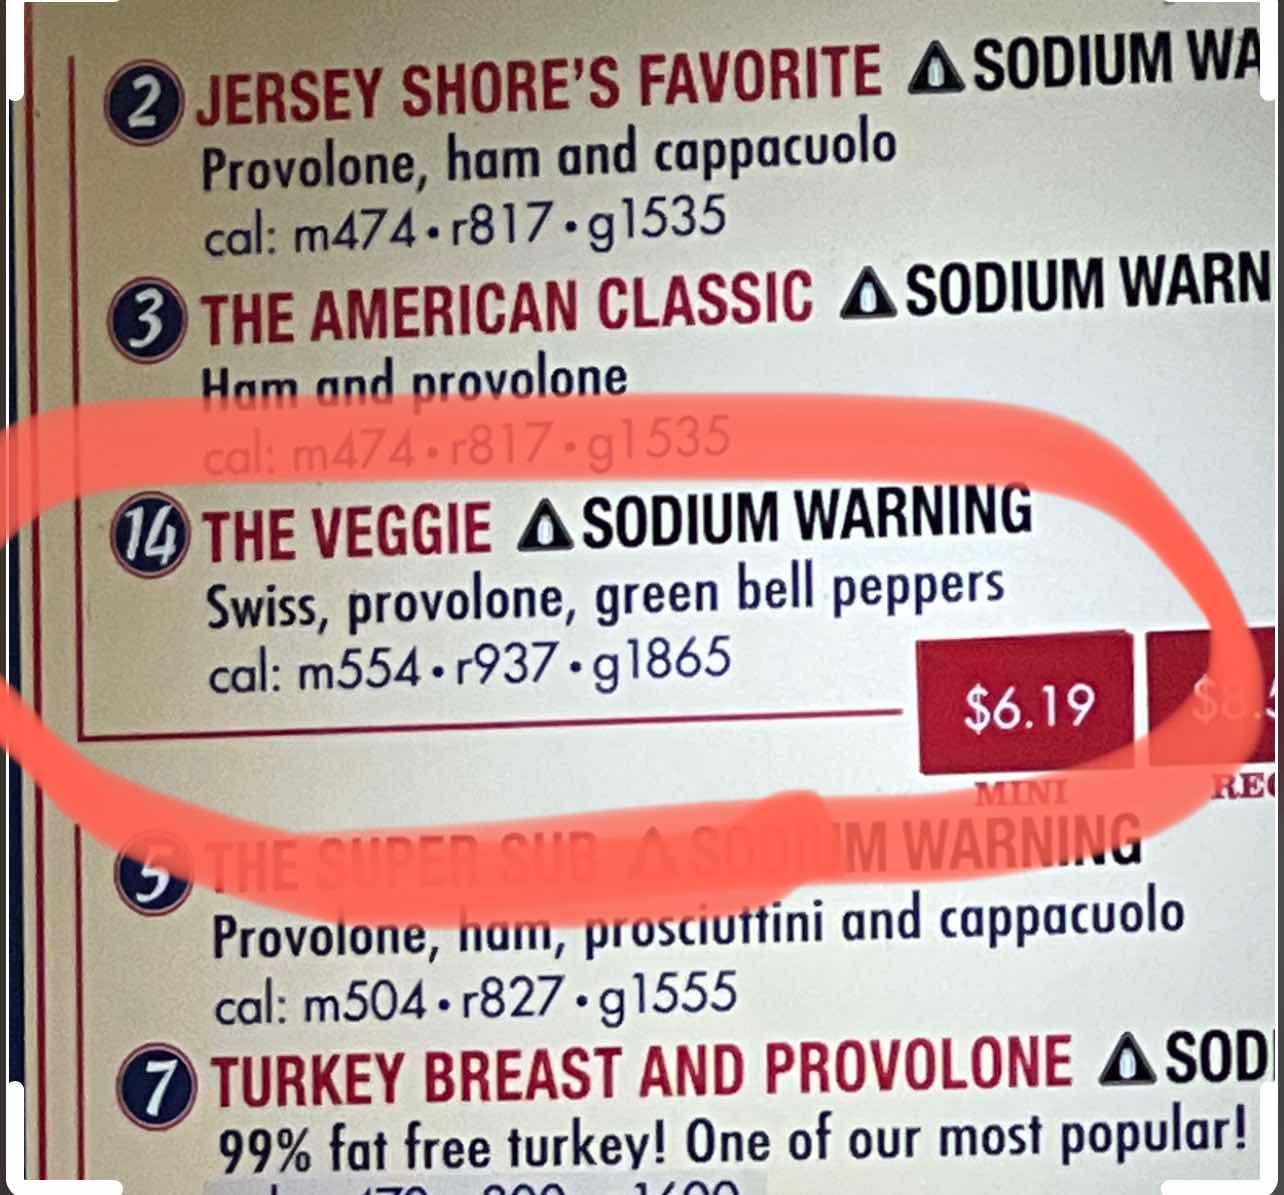 2 JERSEY SHORE'S FAVORITE SODIUM WA
Provolone, ham and cappacuolo
cal: m474•r817•g1535
3 THE AMERICAN CLASSIC SODIUM WARN
Ham and provolone
cal: m474•r817•g1535
14 THE VEGGIE SODIUM WARNING
Swiss, provolone, green bell peppers
cal: m554•r937•g1865
$6.19
MINI
5 THE SUPER SUB SODIUM WARNING
Provolone, ham, prosciuttini and cappacuolo
cal: m504•r827•g1555
7 TURKEY BREAST AND PROVOLONE SOD
99% fat free turkey! One of our most popular!